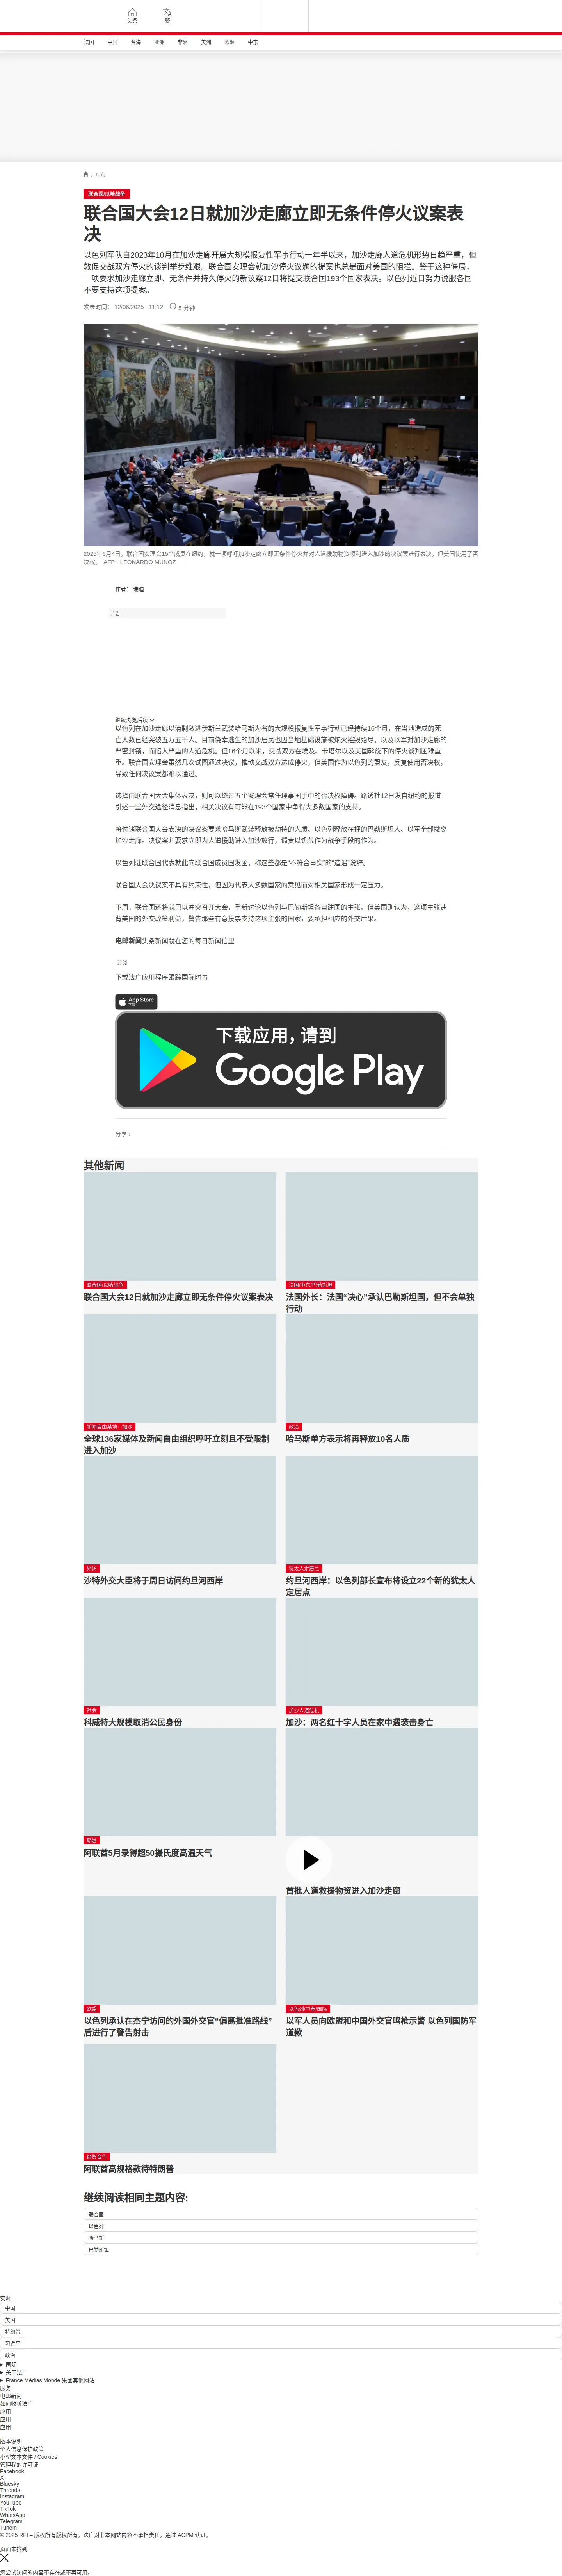 头条
繁
法国
中国
台海
亚洲
非洲
美洲
欧洲
中东
/ 中东
联合国/以哈战争
联合国大会12日就加沙走廊立即无条件停火议案表
决
以色列军队自2023年10月在加沙走廊开展大规模报复性军事行动一年半以来，加沙走廊人道危机形势日趋严重，但
敦促交战双方停火的谈判举步维艰。联合国安理会就加沙停火议题的提案也总是面对美国的阻拦。鉴于这种僵局，
一项要求加沙走廊立即、无条件并持久停火的新议案12日将提交联合国193个国家表决。以色列近日努力说服各国
不要支持这项提案。
发表时间： 12/06/2025 - 11:12
5 分钟
2025年6月4日，联合国安理会15个成员在纽约，就一项呼吁加沙走廊立即无条件停火并对人道援助物资顺利进入加沙的决议案进行表决。但美国使用了否
决权。 AFP - LEONARDO MUNOZ
作者： 瑞迪
广告
继续浏览后续
以色列在加沙走廊以清剿激进伊斯兰武装哈马斯为名的大规模报复性军事行动已经持续16个月，在当地造成的死
亡人数已经突破五万五千人。目前侥幸逃生的加沙居民也因当地基础设施被炮火摧毁殆尽，以及以军对加沙走廊的
严密封锁，而陷入严重的人道危机。但16个月以来，交战双方在埃及、卡塔尔以及美国斡旋下的停火谈判困难重
重。联合国安理会虽然几次试图通过决议，推动交战双方达成停火，但美国作为以色列的盟友，反复使用否决权，
导致任何决议案都难以通过。
选择由联合国大会集体表决，则可以绕过五个安理会常任理事国手中的否决权障碍。路透社12日发自纽约的报道
引述一些外交途径消息指出，相关决议有可能在193个国家中争得大多数国家的支持。
将付诸联合国大会表决的决议案要求哈马斯武装释放被劫持的人质、以色列释放在押的巴勒斯坦人、以军全部撤离
加沙走廊。决议案并要求立即为人道援助进入加沙放行，谴责以饥荒作为战争手段的作为。
以色列驻联合国代表就此向联合国成员国发函，称这些都是“不符合事实”的“造谣”说辞。
联合国大会决议案不具有约束性，但因为代表大多数国家的意见而对相关国家形成一定压力。
下周，联合国还将就巴以冲突召开大会，重新讨论以色列与巴勒斯坦各自建国的主张。但美国则认为，这项主张违
背美国的外交政策利益，警告那些有意投票支持这项主张的国家，要承担相应的外交后果。
电邮新闻头条新闻就在您的每日新闻信里
订阅
下载法广应用程序跟踪国际时事
App Store
下载
下载应用，请到
Google Play
分享 :
其他新闻
联合国/以哈战争
联合国大会12日就加沙走廊立即无条件停火议案表决
法国/中东/巴勒斯坦
法国外长：法国“决心”承认巴勒斯坦国，但不会单独
行动
新闻自由禁地—加沙
全球136家媒体及新闻自由组织呼吁立刻且不受限制
进入加沙
政治
哈马斯单方表示将再释放10名人质
外访
沙特外交大臣将于周日访问约旦河西岸
犹太人定居点
约旦河西岸：以色列部长宣布将设立22个新的犹太人
定居点
社会
科威特大规模取消公民身份
加沙人道危机
加沙：两名红十字人员在家中遇袭击身亡
酷暑
阿联首5月录得超50摄氏度高温天气
首批人道救援物资进入加沙走廊
欧盟
以色列承认在杰宁访问的外国外交官“偏离批准路线”
后进行了警告射击
以色列/中东/国际
以军人员向欧盟和中国外交官鸣枪示警 以色列国防军
道歉
经贸合作
阿联首高规格款待特朗普
继续阅读相同主题内容:
联合国
以色列
哈马斯
巴勒斯坦
实时
中国
美国
特朗普
习近平
政治
国际
关于法广
France Médias Monde 集团其他网站
服务
电邮新闻
如何收听法广
应用
应用
应用
版本说明
个人信息保护政策
小型文本文件 / Cookies
管理我的许可证
Facebook
X
Bluesky
Threads
Instagram
YouTube
TikTok
WhatsApp
Telegram
TuneIn
© 2025 RFI – 版权所有版权所有。法广对非本网站内容不承担责任。通过 ACPM 认证。
页面未找到
您尝试访问的内容不存在或不再可用。